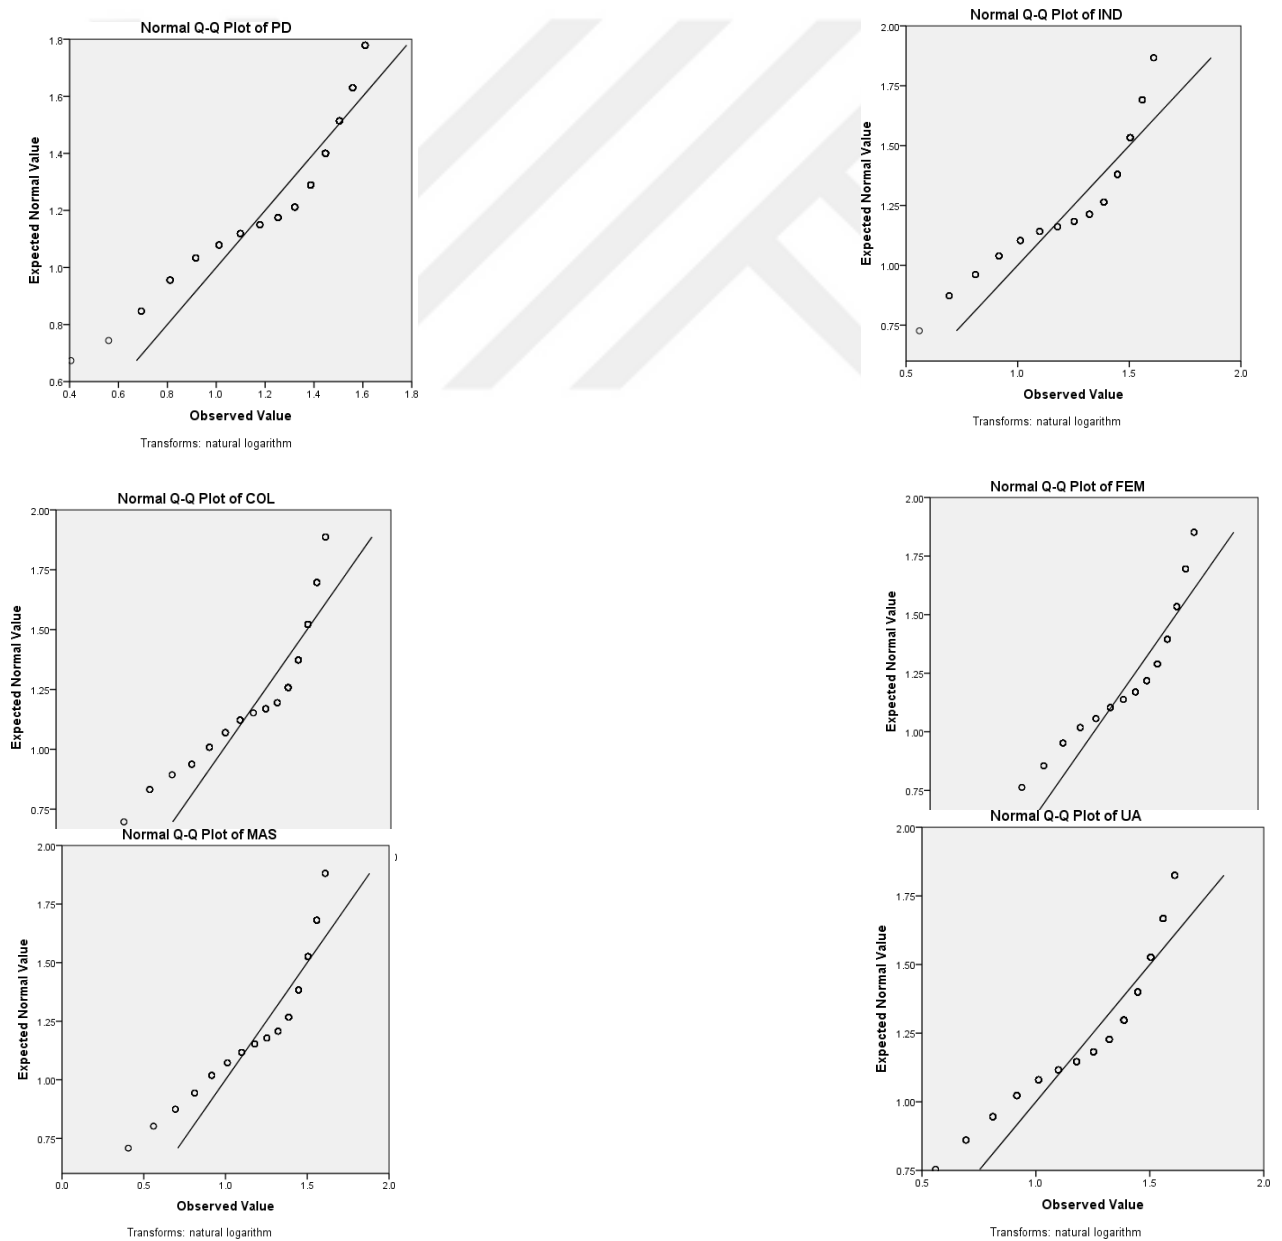 Normal Q-Q Plot of PD
1.8
1.6
1.4
1.2
1.0
0.8
0.6
Expected Normal Value
0.4 0.6 0.8 1.0 1.2 1.4 1.6 1.8
Observed Value
Transforms: natural logarithm
Normal Q-Q Plot of IND
2.00
1.75
1.50
1.25
1.00
0.75
Expected Normal Value
0.5 1.0 1.5 2.0
Observed Value
Transforms: natural logarithm
Normal Q-Q Plot of COL
2.00
1.75
1.50
1.25
1.00
0.75
Expected Normal Value
Normal Q-Q Plot of FEM
2.00
1.75
1.50
1.25
1.00
0.75
Expected Normal Value
Normal Q-Q Plot of MAS
2.00
1.75
1.50
1.25
1.00
0.75
Expected Normal Value
0.0 0.5 1.0 1.5 2.0
Observed Value
Transforms: natural logarithm
Normal Q-Q Plot of UA
2.00
1.75
1.50
1.25
1.00
0.75
Expected Normal Value
0.5 1.0 1.5 2.0
Observed Value
Transforms: natural logarithm